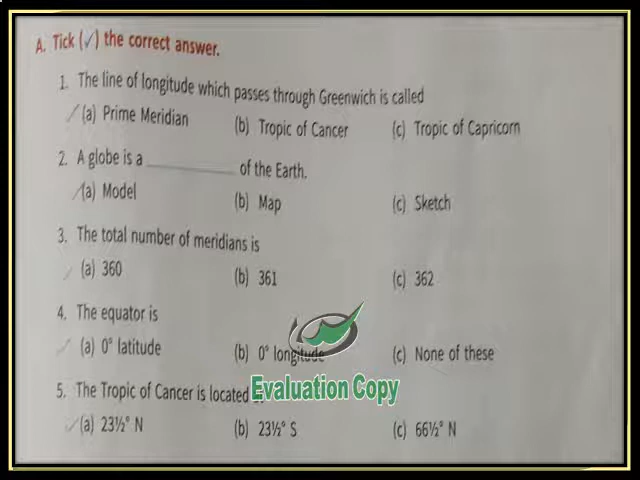 A. Tick (✓) the correct answer.
1. The line of longitude which passes through Greenwich is called
(a) Prime Meridian (b) Tropic of Cancer (c) Tropic of Capricorn
2. A globe is a __________ of the Earth.
(a) Model (b) Map (c) Sketch
3. The total number of meridians is
(a) 360 (b) 361 (c) 362
4. The equator is
(a) 0° latitude (b) 0° longitude (c) None of these
5. The Tropic of Cancer is located
Evaluation Copy
(a) 23½° N (b) 23½° S (c) 66½° N